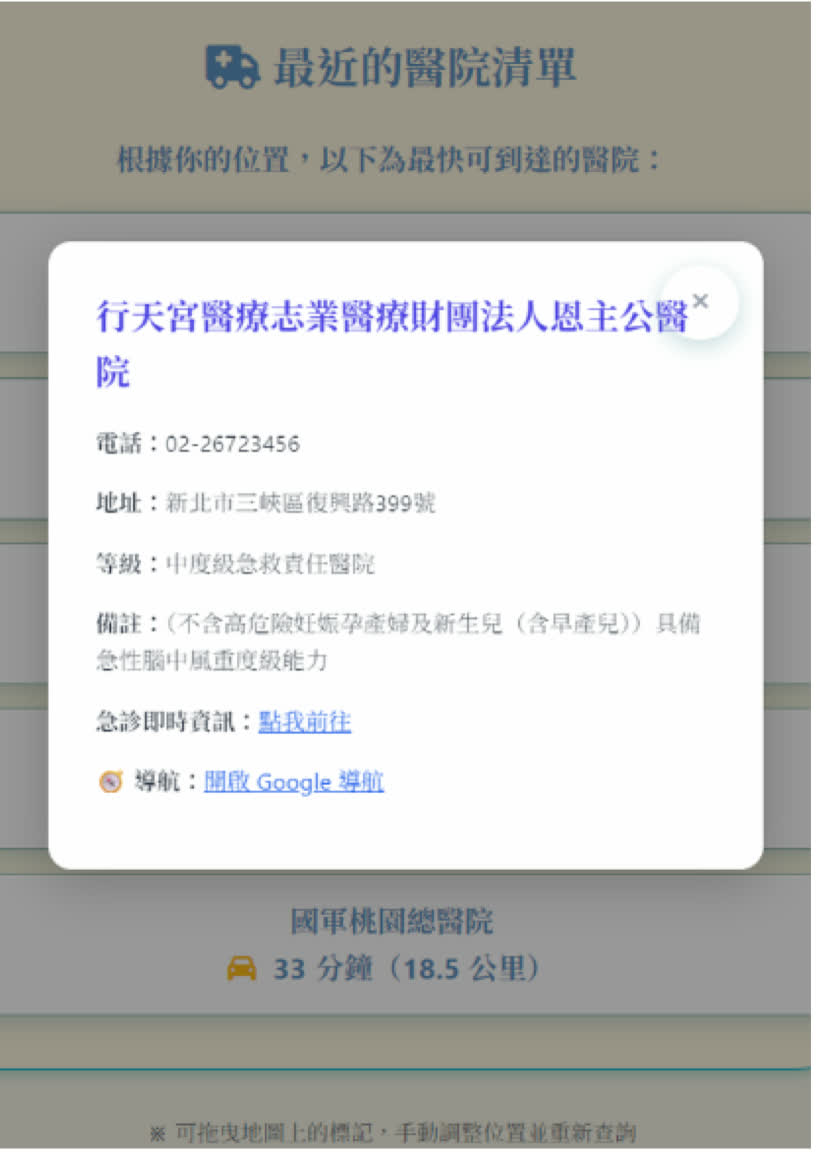 最近的醫院清單
根據你的位置，以下為最快可到達的醫院：
行天宮醫療志業醫療財團法人恩主公醫
院
×
電話：02-26723456
地址：新北市三峽區復興路399號
等級：中度級急救責任醫院
備註：（不含高危險妊娠孕產婦及新生兒（含早產兒））具備
急性腦中風重度級能力
急診即時資訊：點我前往
導航：開啟 Google 導航
國軍桃園總醫院
33 分鐘（18.5 公里）
※ 可拖曳地圖上的標記，手動調整位置並重新查詢